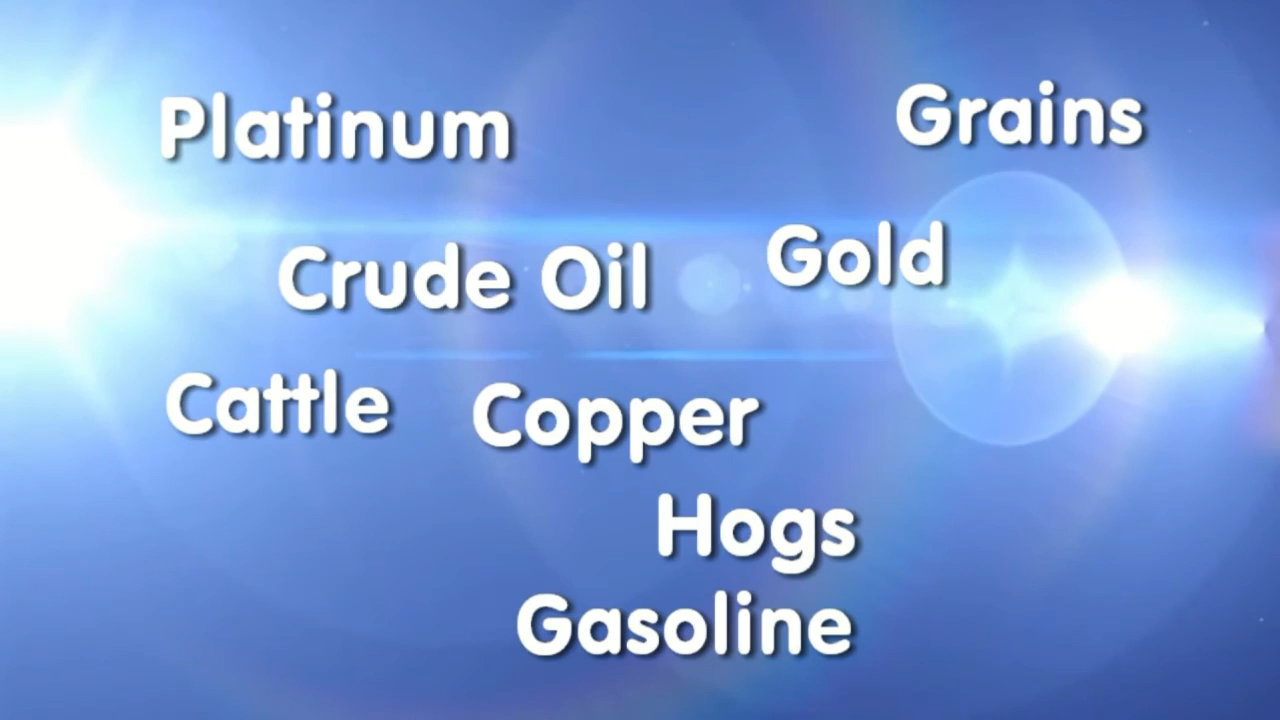 Platinum
Grains
Crude Oil
Gold
Cattle
Copper
Hogs
Gasoline